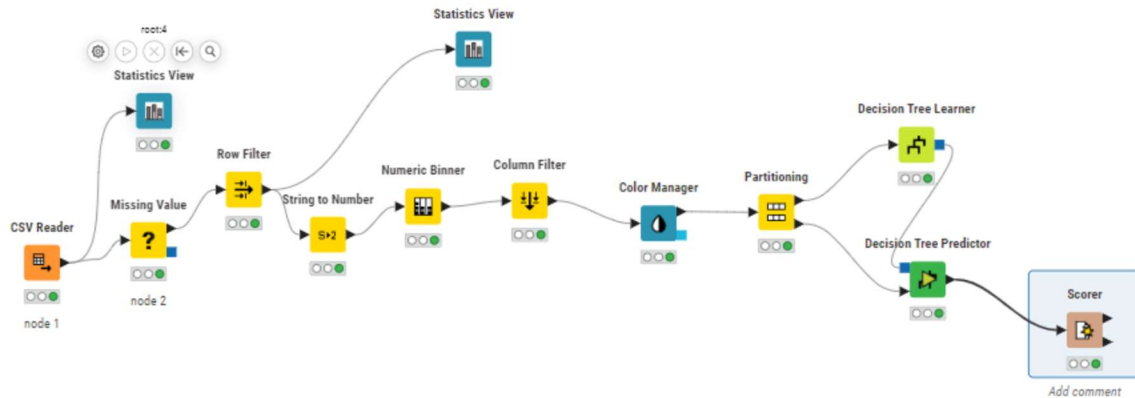 root:4
Statistics View
Statistics View
Row Filter
Missing Value
CSV Reader
node 1
node 2
String to Number
S▸2
Numeric Binner
Column Filter
Color Manager
Partitioning
Decision Tree Learner
Decision Tree Predictor
Scorer
Add comment
?